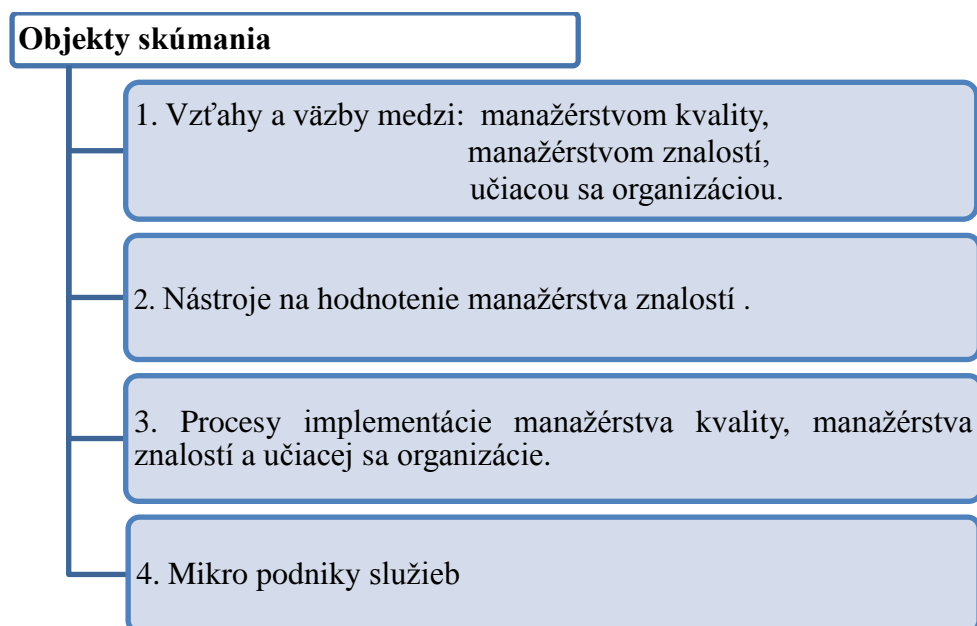 Objekty skúmania
1. Vzťahy a väzby medzi: manažérstvom kvality,
manažérstvom znalostí,
učiacou sa organizáciou.
2. Nástroje na hodnotenie manažérstva znalostí .
3. Procesy implementácie manažérstva kvality, manažérstva
znalostí a učiacej sa organizácie.
4. Mikro podniky služieb